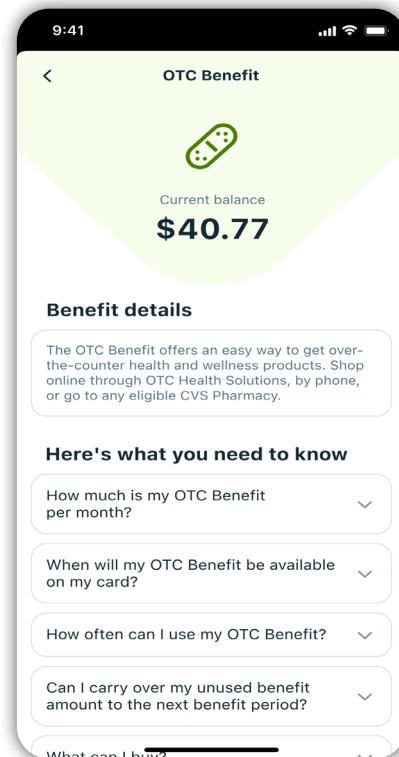 9:41
OTC Benefit
Current balance
$40.77
Benefit details
The OTC Benefit offers an easy way to get over-
the-counter health and wellness products. Shop
online through OTC Health Solutions, by phone,
or go to any eligible CVS Pharmacy.
Here's what you need to know
How much is my OTC Benefit
per month?
When will my OTC Benefit be available
on my card?
How often can I use my OTC Benefit?
Can I carry over my unused benefit
amount to the next benefit period?
What can I buy?